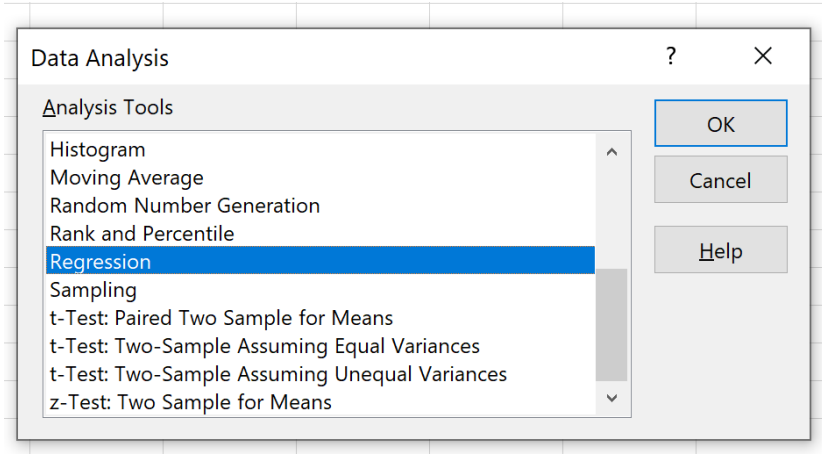 Data Analysis ?
Analysis Tools
Histogram
Moving Average
Random Number Generation
Rank and Percentile
Regression
Sampling
t-Test: Paired Two Sample for Means
t-Test: Two-Sample Assuming Equal Variances
t-Test: Two-Sample Assuming Unequal Variances
z-Test: Two Sample for Means
OK
Cancel
Help